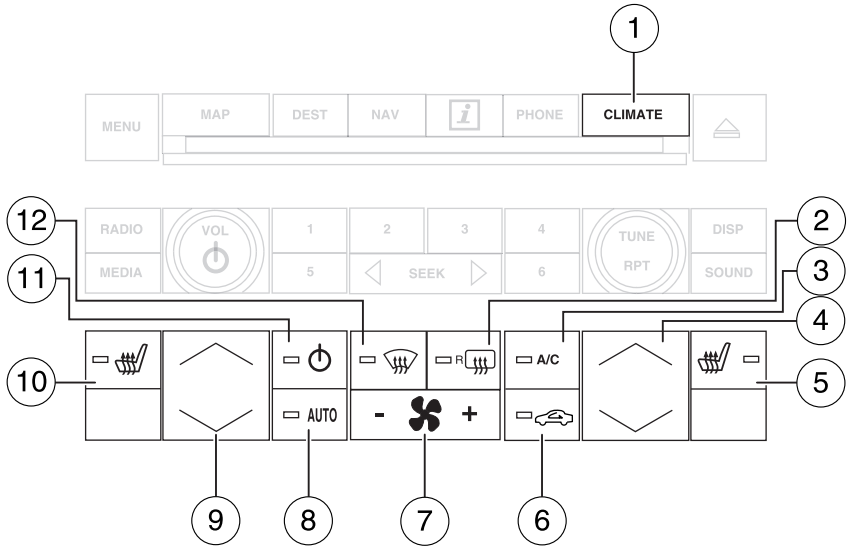 1
MENU
MAP
DEST
NAV
i
PHONE
CLIMATE
12
2
RADIO
VOL
1
2
3
4
TUNE
DISP
11
3
MEDIA
5
SEEK
6
RPT
SOUND
4
R
A/C
10
5
AUTO
- +
9
8
7
6